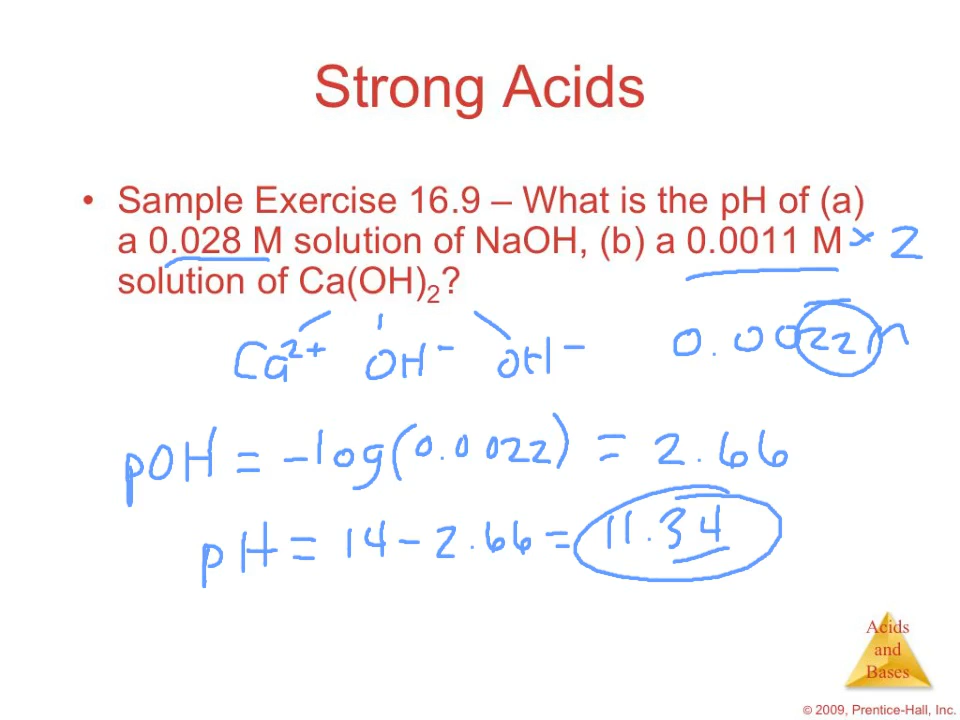 Strong Acids
• Sample Exercise 16.9 – What is the pH of (a)
a 0.028 M solution of NaOH, (b) a 0.0011 M × 2
solution of Ca(OH)₂?
Ca²⁺ OH⁻ OH⁻ 0.0022 M
pOH = -log(0.0022) = 2.66
pH = 14 - 2.66 = 11.34
Acids
and
Bases
© 2009, Prentice-Hall, Inc.